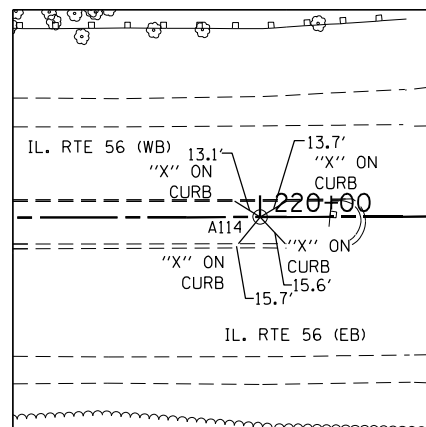 IL. RTE 56 (WB)
13.1'
13.7'
"X" ON
CURB
"X" ON
CURB
220+00
A114
"X" ON
CURB
"X" ON
CURB
15.6'
15.7'
IL. RTE 56 (EB)